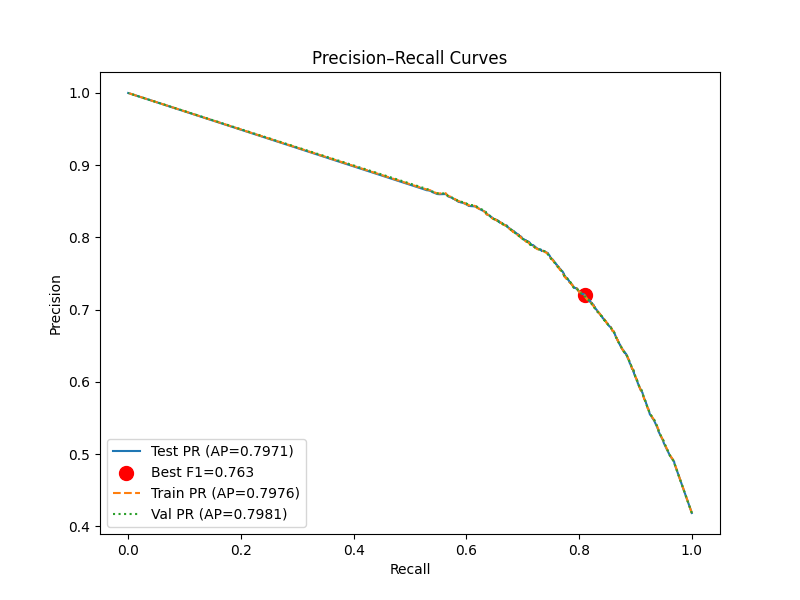 Precision–Recall Curves
Precision
1.0
0.9
0.8
0.7
0.6
0.5
0.4
Test PR (AP=0.7971)
Best F1=0.763
Train PR (AP=0.7976)
Val PR (AP=0.7981)
0.0 0.2 0.4 0.6 0.8 1.0
Recall